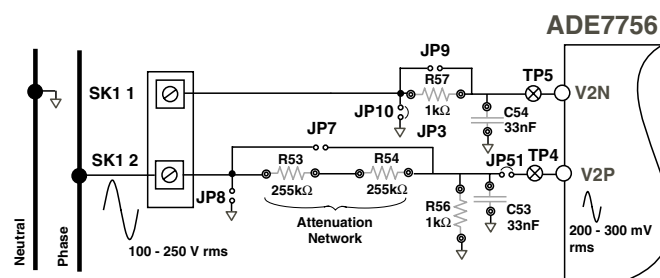 ADE7756
JP9
R57
TP5
SK1 1
V2N
1kΩ
C54
JP10
33nF
JP7
JP3
SK1 2
R53
R54
JP51
TP4
V2P
JP8
255kΩ
255kΩ
R56
1kΩ
C53
33nF
Attenuation
Network
200 - 300 mV
rms
100 - 250 V rms
Neutral
Phase